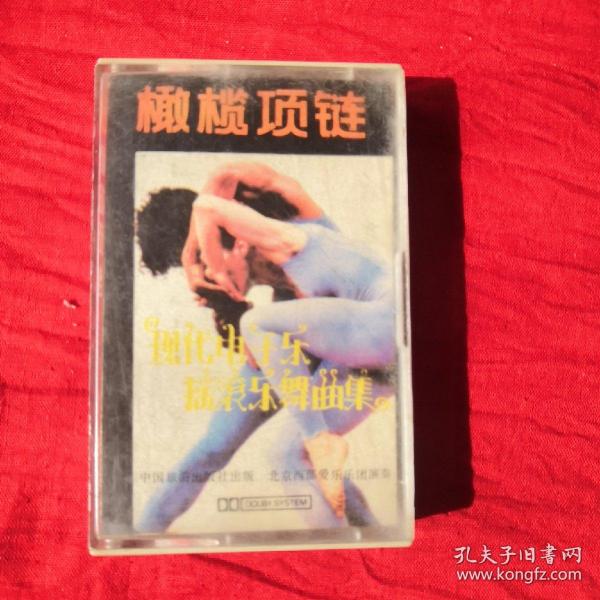 橄榄项链
《现代电子乐
摇滚乐舞曲集》
中国旅游出版社出版 北京西部爱乐乐团演奏
DOLBY SYSTEM
孔夫子旧书网
www.kongfz.com